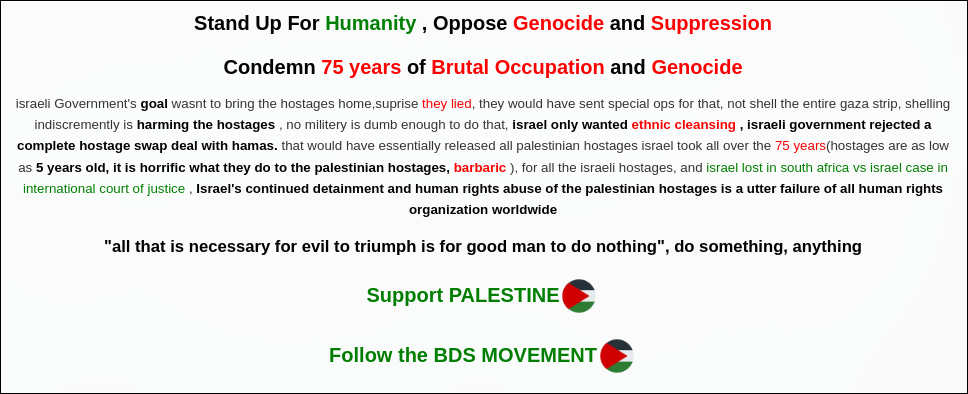 Stand Up For Humanity , Oppose Genocide and Suppression
Condemn 75 years of Brutal Occupation and Genocide
israeli Government's goal wasnt to bring the hostages home,suprise they lied, they would have sent special ops for that, not shell the entire gaza strip, shelling
indiscremently is harming the hostages , no militery is dumb enough to do that, israel only wanted ethnic cleansing , israeli government rejected a
complete hostage swap deal with hamas. that would have essentially released all palestinian hostages israel took all over the 75 years(hostages are as low
as 5 years old, it is horrific what they do to the palestinian hostages, barbaric ), for all the israeli hostages, and israel lost in south africa vs israel case in
international court of justice , Israel's continued detainment and human rights abuse of the palestinian hostages is a utter failure of all human rights
organization worldwide
"all that is necessary for evil to triumph is for good man to do nothing", do something, anything
Support PALESTINE
Follow the BDS MOVEMENT